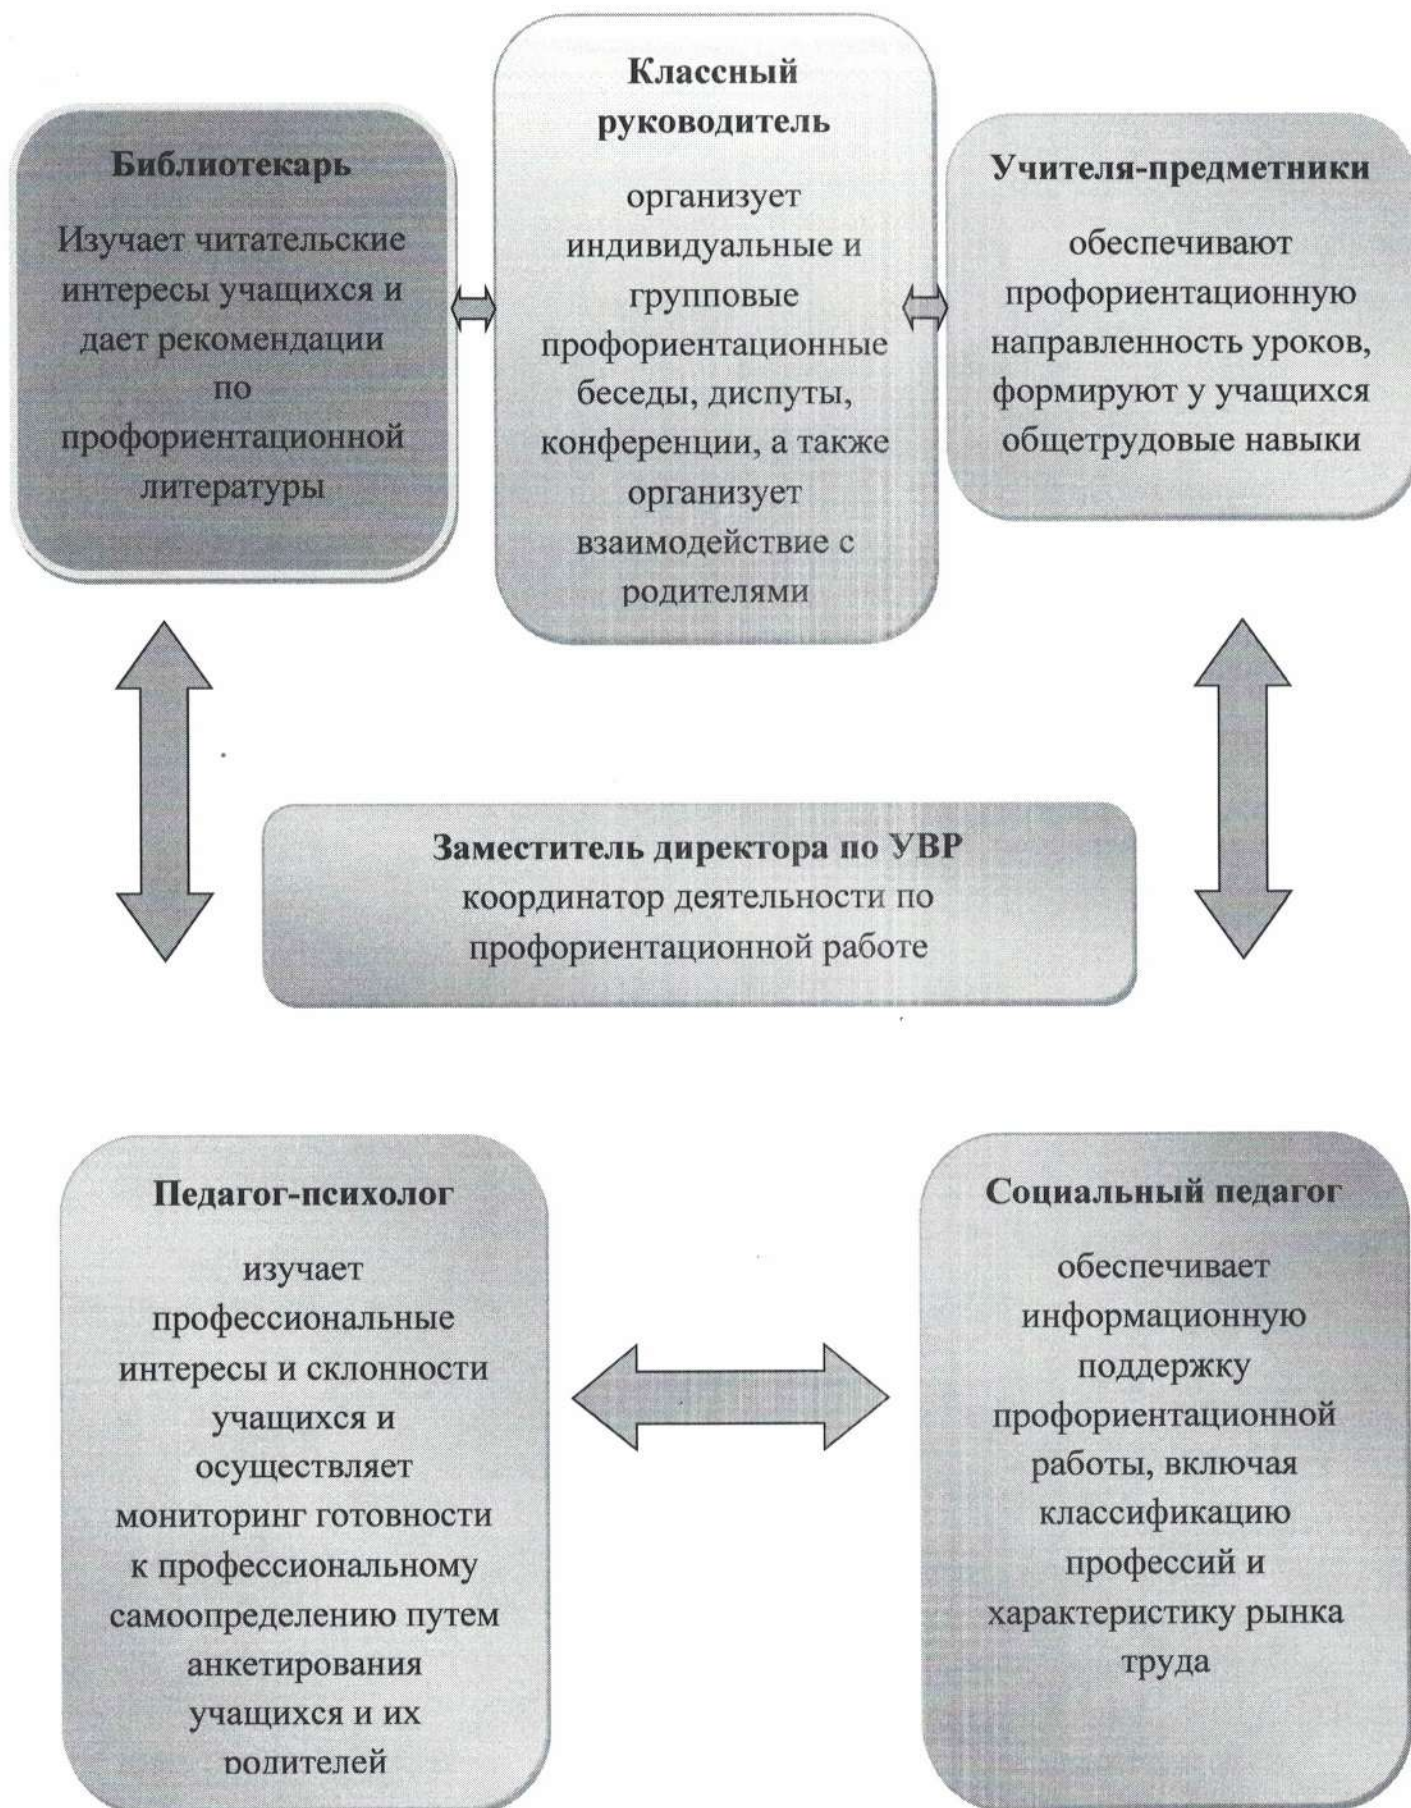 Библиотекарь
Изучает читательские
интересы учащихся и
дает рекомендации
по
профориентационной
литературы
Классный
руководитель
организует
индивидуальные и
групповые
профориентационные
беседы, диспуты,
конференции, а также
организует
взаимодействие с
родителями
Учителя-предметники
обеспечивают
профориентационную
направленность уроков,
формируют у учащихся
общетрудовые навыки
Заместитель директора по УВР
координатор деятельности по
профориентационной работе
Педагог-психолог
изучает
профессиональные
интересы и склонности
учащихся и
осуществляет
мониторинг готовности
к профессиональному
самоопределению путем
анкетирования
учащихся и их
родителей
Социальный педагог
обеспечивает
информационную
поддержку
профориентационной
работы, включая
классификацию
профессий и
характеристику рынка
труда